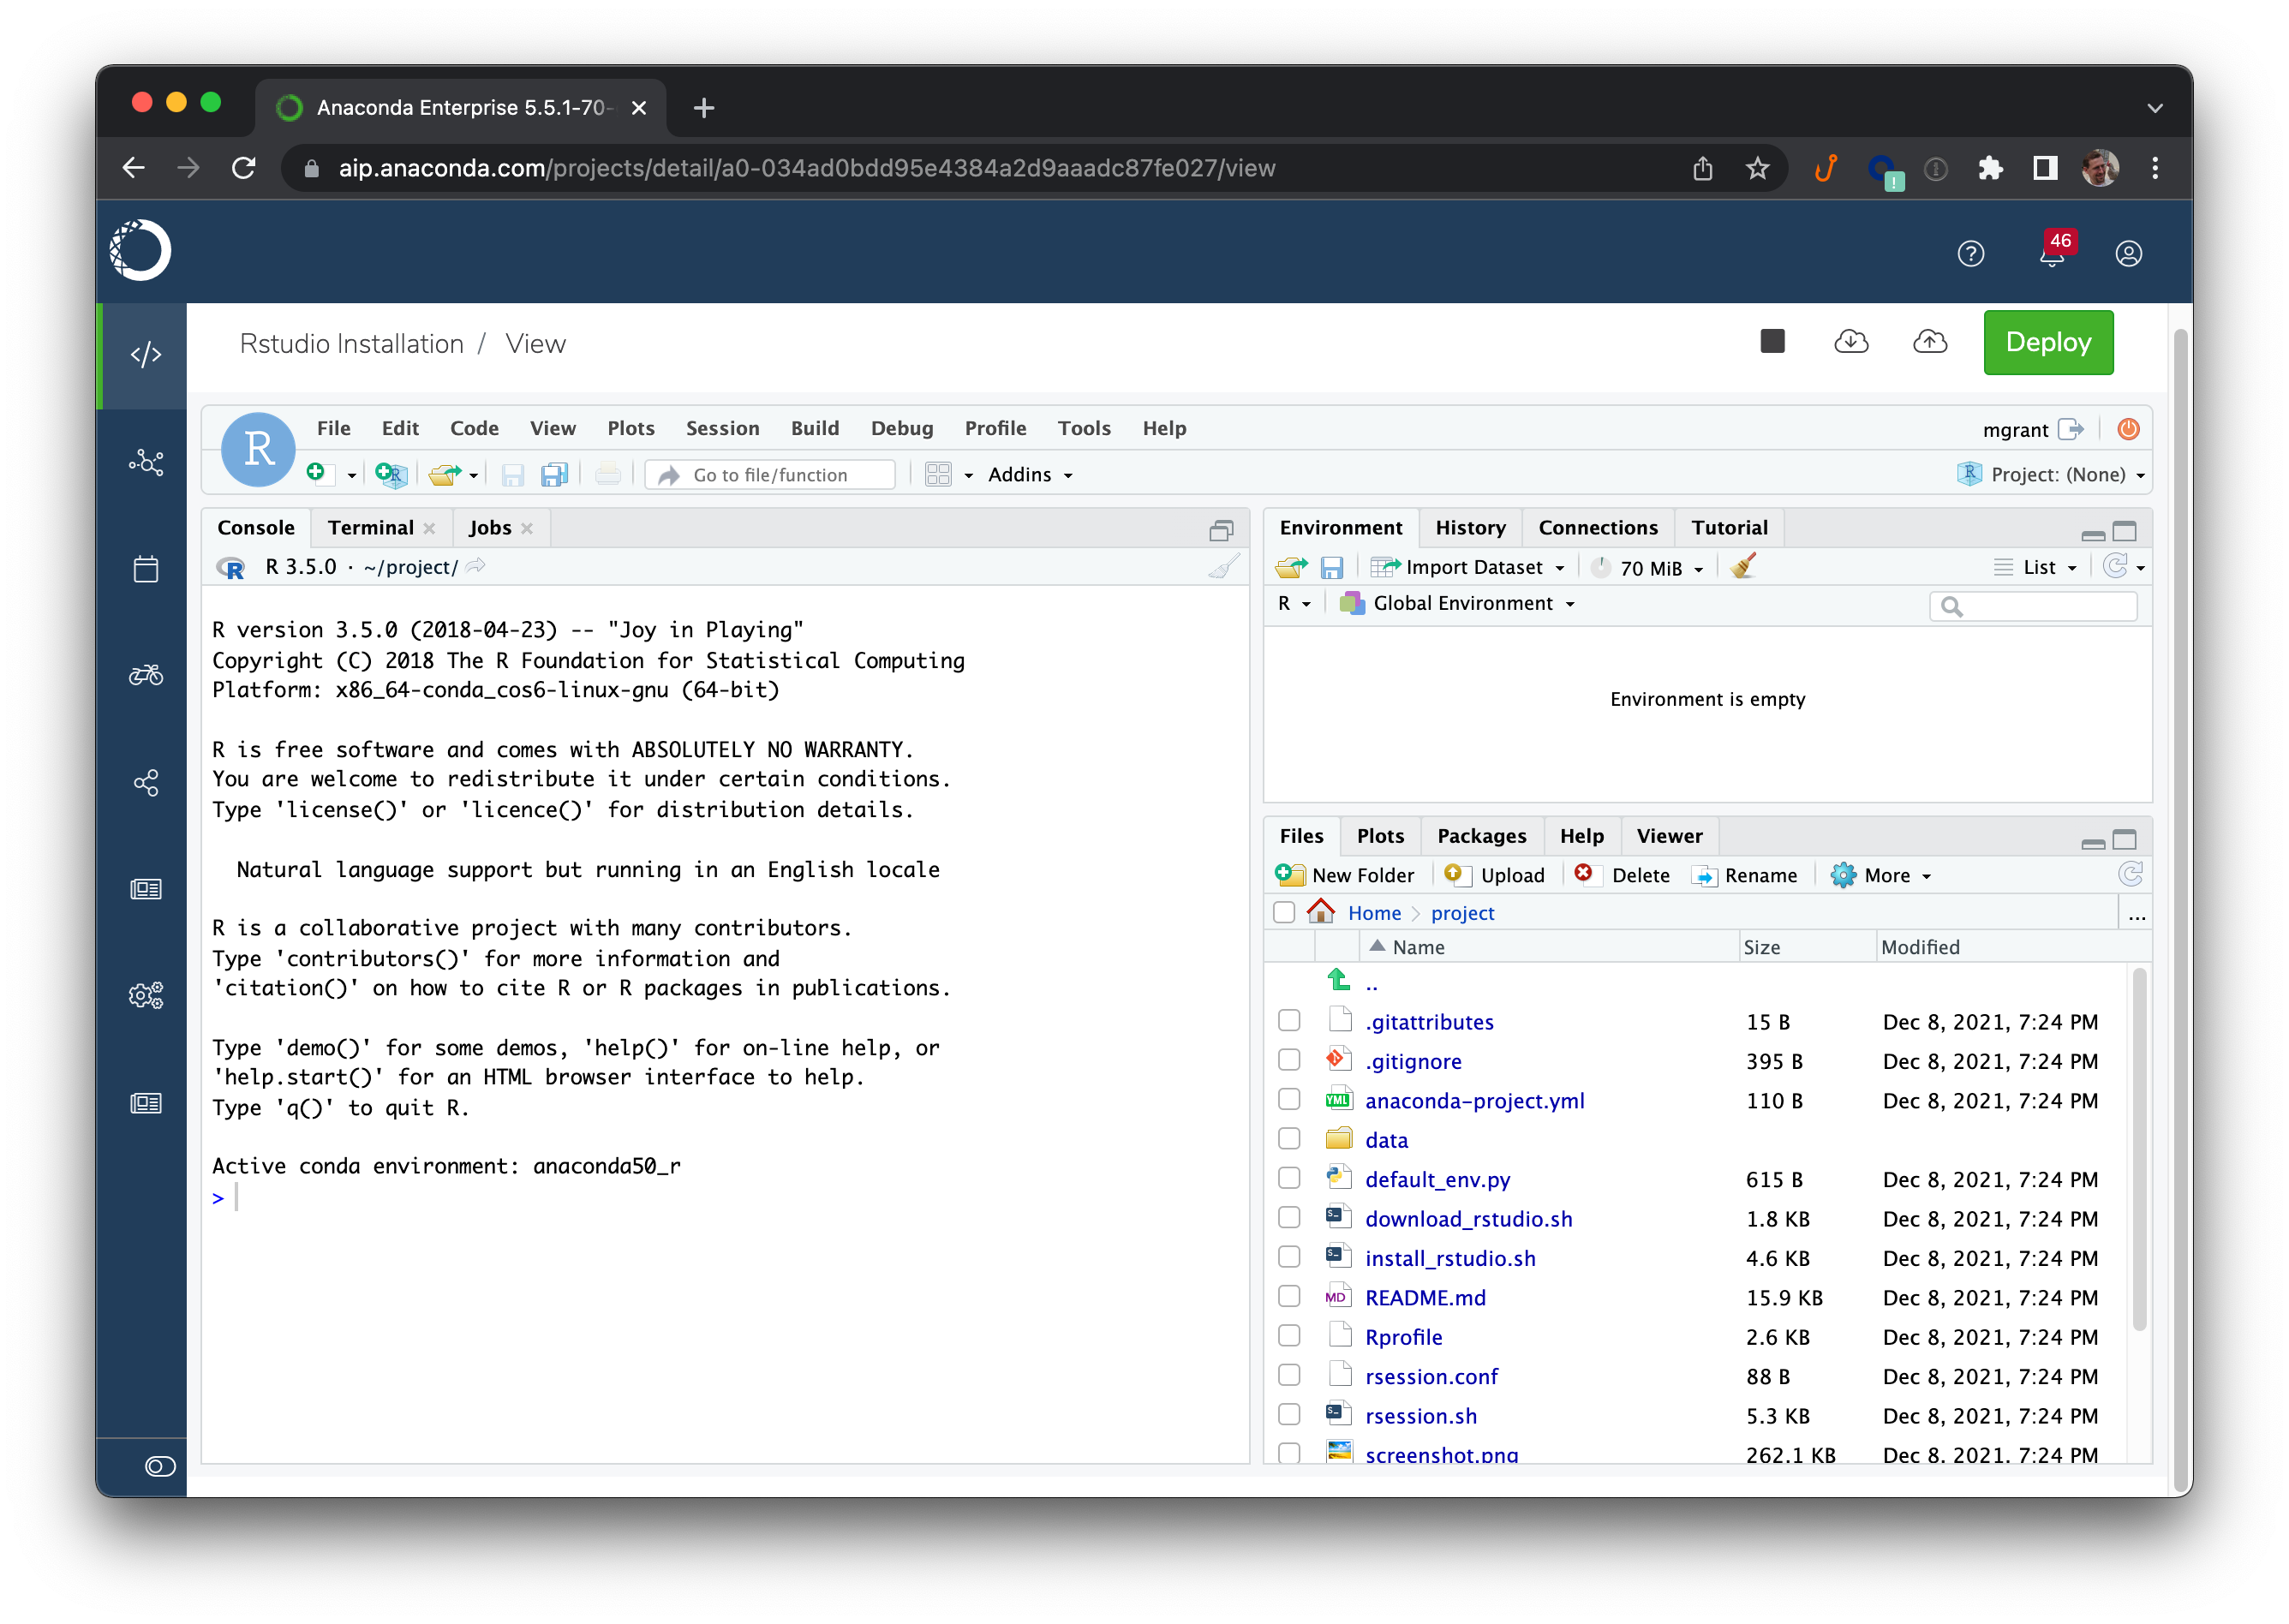 Anaconda Enterprise 5.5.1-70-
aip.anaconda.com/projects/detail/a0-034ad0bdd95e4384a2d9aaadc87fe027/view
46
Rstudio Installation / View
Deploy
R
File Edit Code View Plots Session Build Debug Profile Tools Help
mgrant
Go to file/function
Addins
Project: (None)
Console Terminal Jobs
R 3.5.0 · ~/project/
R version 3.5.0 (2018-04-23) -- "Joy in Playing"
Copyright (C) 2018 The R Foundation for Statistical Computing
Platform: x86_64-conda_cos6-linux-gnu (64-bit)
R is free software and comes with ABSOLUTELY NO WARRANTY.
You are welcome to redistribute it under certain conditions.
Type 'license()' or 'licence()' for distribution details.
Natural language support but running in an English locale
R is a collaborative project with many contributors.
Type 'contributors()' for more information and
'citation()' on how to cite R or R packages in publications.
Type 'demo()' for some demos, 'help()' for on-line help, or
'help.start()' for an HTML browser interface to help.
Type 'q()' to quit R.
Active conda environment: anaconda50_r
>
Environment History Connections Tutorial
Import Dataset 70 MiB List
R Global Environment
Environment is empty
Files Plots Packages Help Viewer
New Folder Upload Delete Rename More
Home project ...
Name Size Modified
..
.gitattributes 15 B Dec 8, 2021, 7:24 PM
.gitignore 395 B Dec 8, 2021, 7:24 PM
YML anaconda-project.yml 110 B Dec 8, 2021, 7:24 PM
data
default_env.py 615 B Dec 8, 2021, 7:24 PM
download_rstudio.sh 1.8 KB Dec 8, 2021, 7:24 PM
install_rstudio.sh 4.6 KB Dec 8, 2021, 7:24 PM
MD README.md 15.9 KB Dec 8, 2021, 7:24 PM
Rprofile 2.6 KB Dec 8, 2021, 7:24 PM
rsession.conf 88 B Dec 8, 2021, 7:24 PM
rsession.sh 5.3 KB Dec 8, 2021, 7:24 PM
screenshot.png 262.1 KB Dec 8, 2021, 7:24 PM